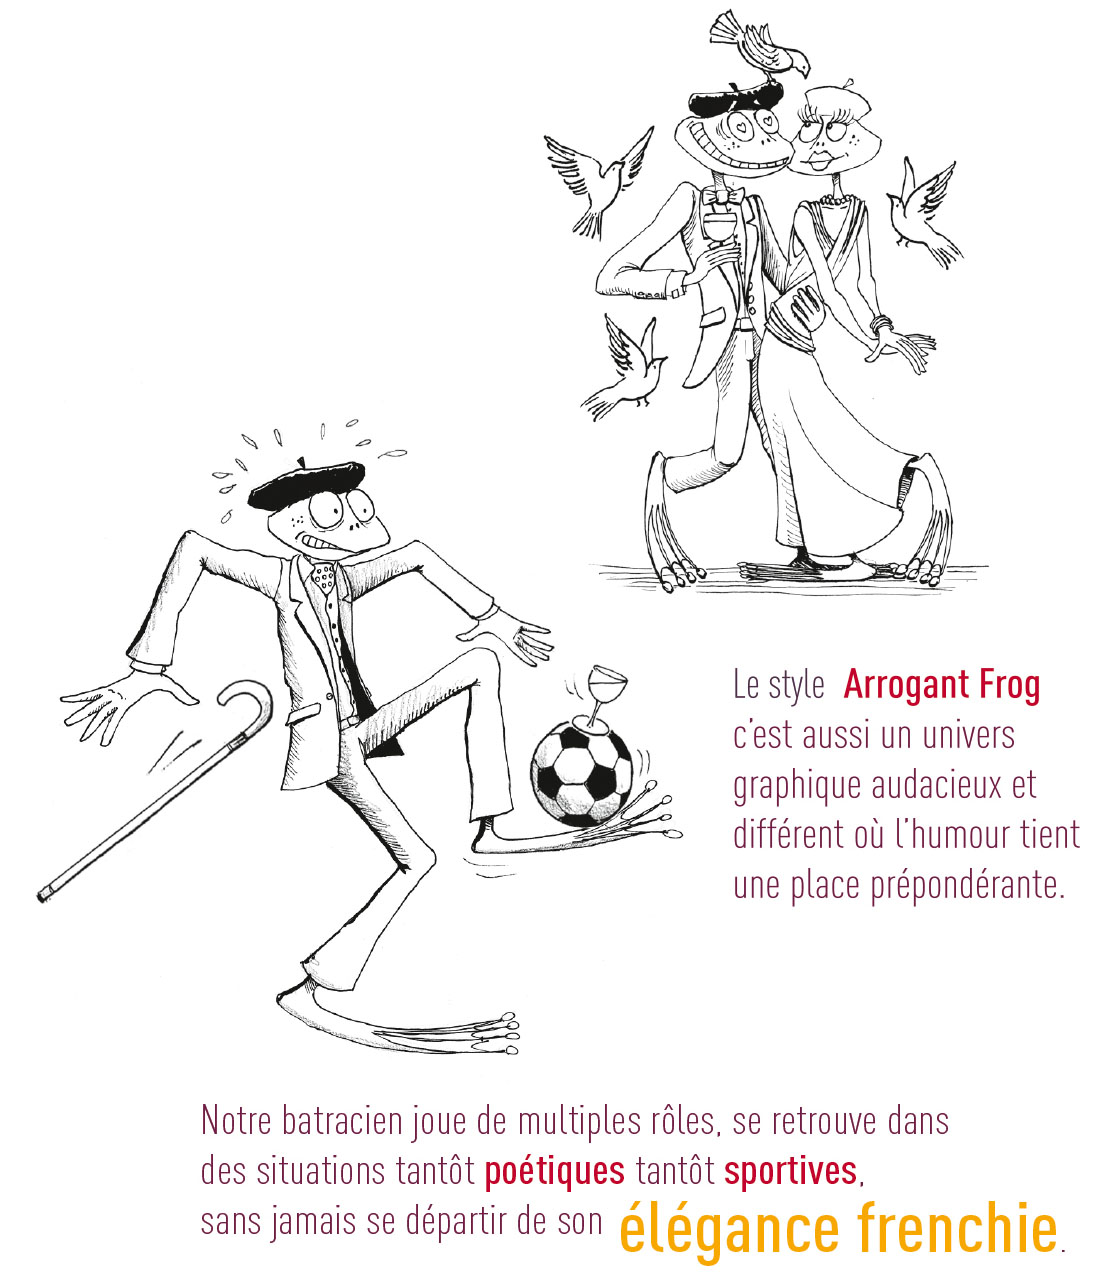 Le style Arrogant Frog
c'est aussi un univers
graphique audacieux et
différent où l'humour tient
une place prépondérante.
Notre batracien joue de multiples rôles, se retrouve dans
des situations tantôt poétiques tantôt sportives,
sans jamais se départir de son élégance frenchie.